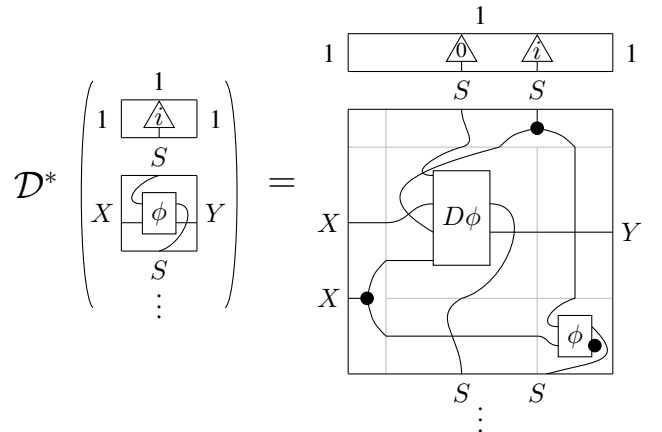 1
1 0 i 1
S S
1
1 i 1
S
𝒟* ( X ϕ Y ) =
S
⋮
X Dϕ Y
X
ϕ
S S
⋮